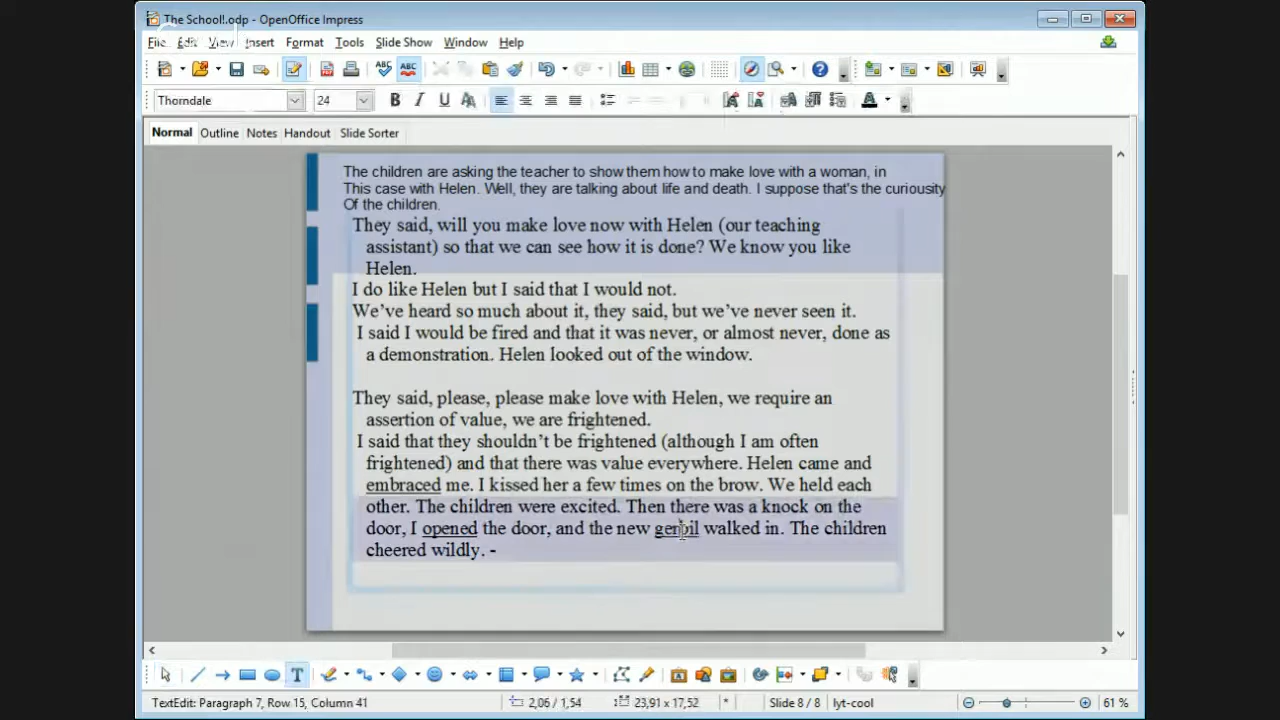 The School!.odp - OpenOffice Impress
File Edit View Insert Format Tools Slide Show Window Help
Thorndale 24
Normal Outline Notes Handout Slide Sorter
The children are asking the teacher to show them how to make love with a woman, in
This case with Helen. Well, they are talking about life and death. I suppose that's the curiousity
Of the children.
They said, will you make love now with Helen (our teaching
assistant) so that we can see how it is done? We know you like
Helen.
I do like Helen but I said that I would not.
We've heard so much about it, they said, but we've never seen it.
I said I would be fired and that it was never, or almost never, done as
a demonstration. Helen looked out of the window.
They said, please, please make love with Helen, we require an
assertion of value, we are frightened.
I said that they shouldn't be frightened (although I am often
frightened) and that there was value everywhere. Helen came and
embraced me. I kissed her a few times on the brow. We held each
other. The children were excited. Then there was a knock on the
door, I opened the door, and the new gerbil walked in. The children
cheered wildly. -
TextEdit: Paragraph 7, Row 15, Column 41 2,06 / 1,54 23,91 x 17,52 * Slide 8 / 8 lyt-cool 61 %